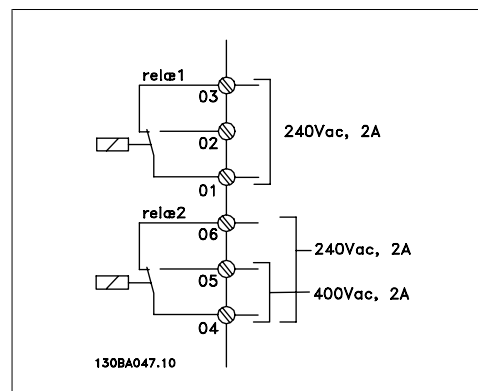 relæ1
03
02
240Vac, 2A
01
relæ2
06
240Vac, 2A
05
400Vac, 2A
04
130BA047.10